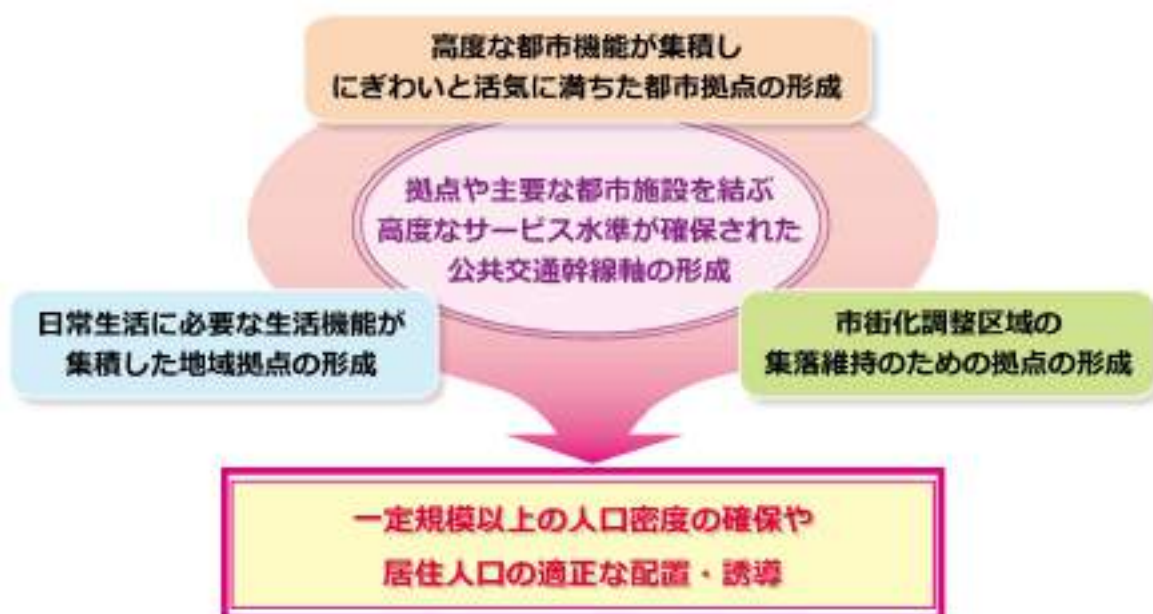 高度な都市機能が集積し
にぎわいと活気に満ちた都市拠点の形成
拠点や主要な都市施設を結ぶ
高度なサービス水準が確保された
公共交通幹線軸の形成
日常生活に必要な生活機能が
集積した地域拠点の形成
市街化調整区域の
集落維持のための拠点の形成
一定規模以上の人口密度の確保や
居住人口の適正な配置・誘導